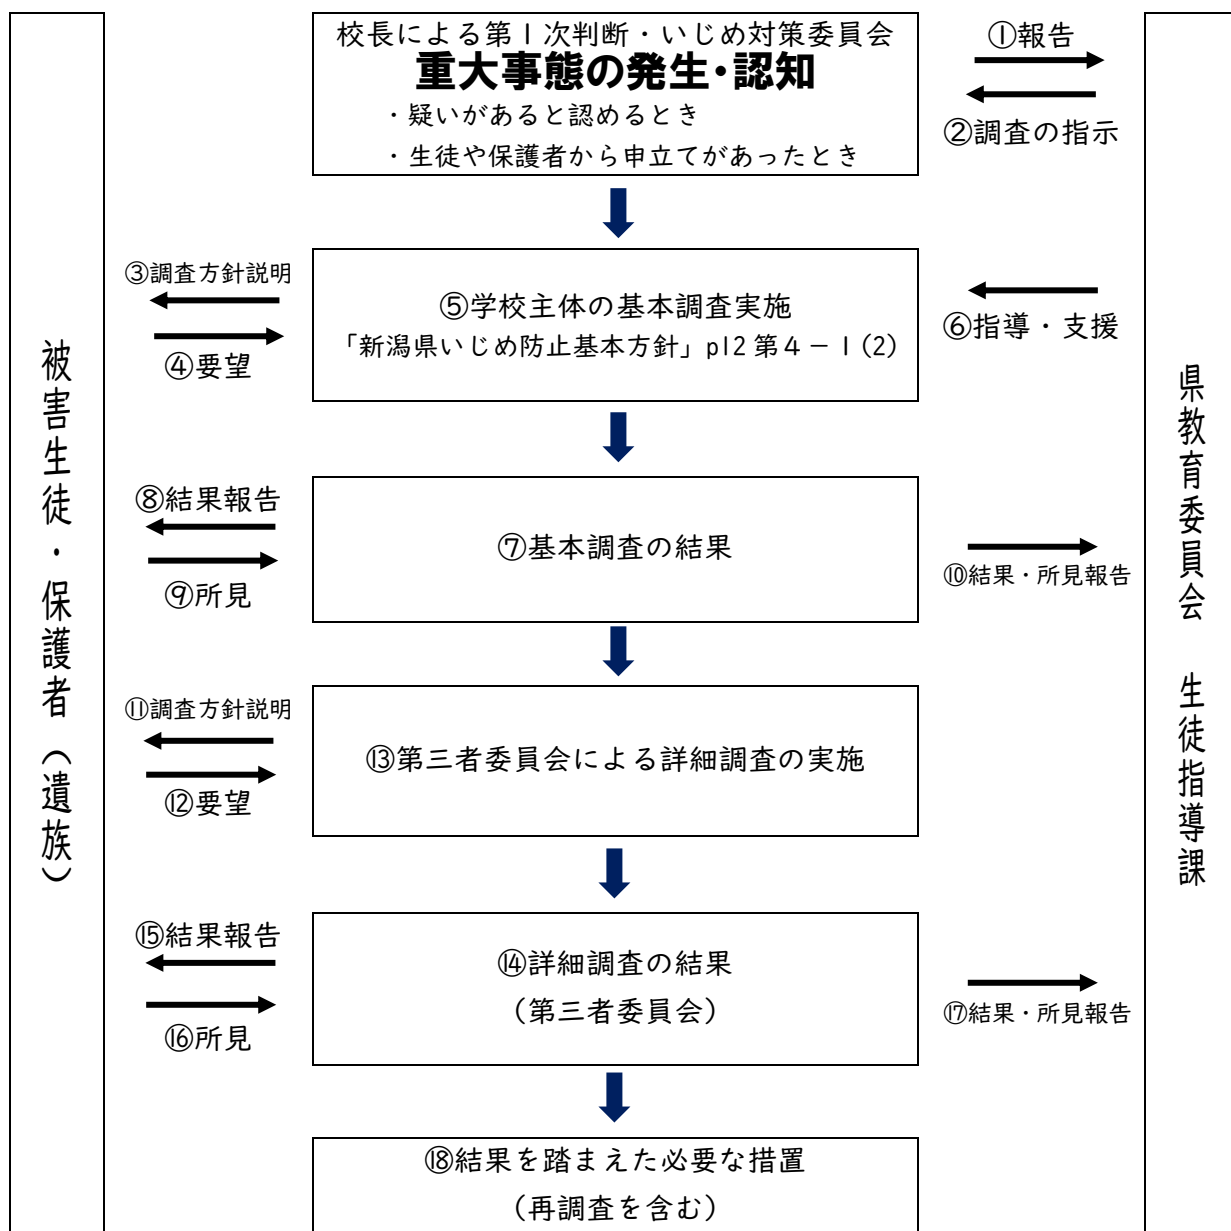 校長による第1次判断・いじめ対策委員会
重大事態の発生・認知
・疑いがあると認めるとき
・生徒や保護者から申立てがあったとき
①報告
②調査の指示
③調査方針説明
④要望
⑤学校主体の基本調査実施
「新潟県いじめ防止基本方針」p12 第4－1(2)
⑥指導・支援
⑧結果報告
⑨所見
⑦基本調査の結果
⑩結果・所見報告
⑪調査方針説明
⑫要望
⑬第三者委員会による詳細調査の実施
⑮結果報告
⑯所見
⑭詳細調査の結果
（第三者委員会）
⑰結果・所見報告
⑱結果を踏まえた必要な措置
（再調査を含む）
被害生徒・保護者（遺族）
県教育委員会　生徒指導課